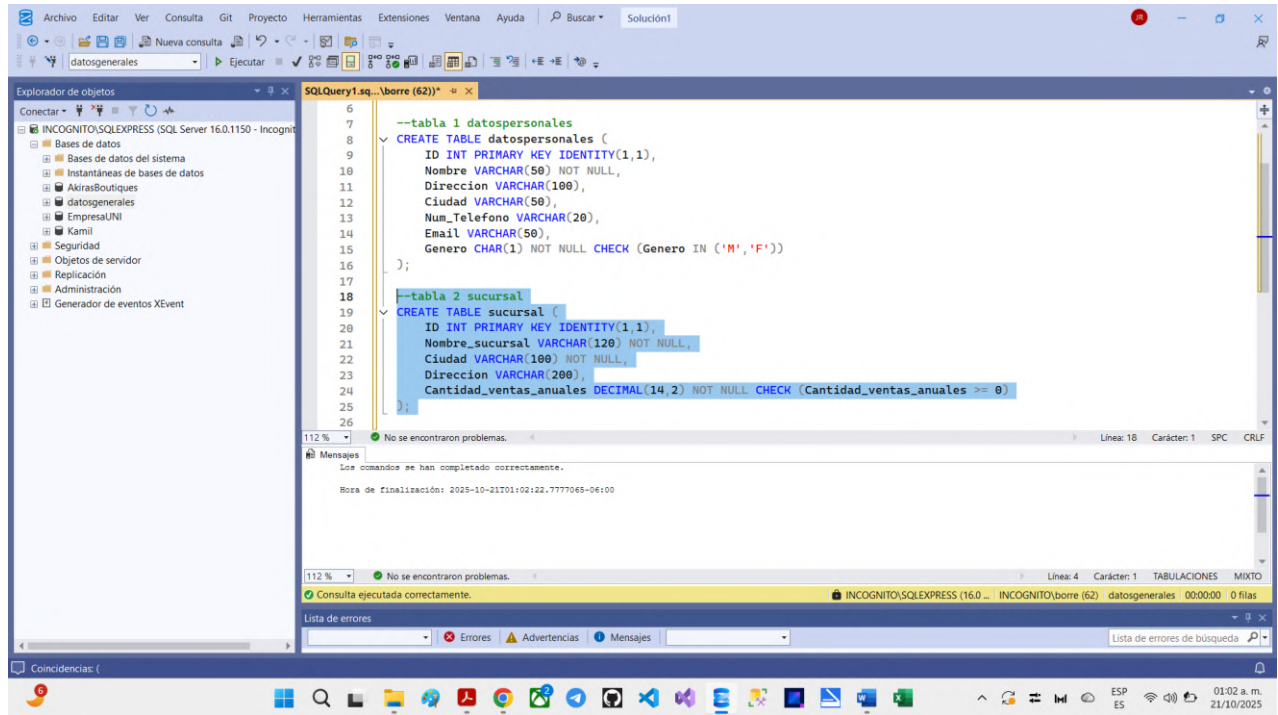 Archivo Editar Ver Consulta Git Proyecto Herramientas Extensiones Ventana Ayuda Buscar Solución1 JR
Nueva consulta
datosgenerales Ejecutar
Explorador de objetos
Conectar
INCOGNITO\SQLEXPRESS (SQL Server 16.0.1150 - Incognit
Bases de datos
Bases de datos del sistema
Instantáneas de bases de datos
AkirasBoutiques
datosgenerales
EmpresaUNI
Kamil
Seguridad
Objetos de servidor
Replicación
Administración
Generador de eventos XEvent
SQLQuery1.sq...\borre (62))*
6
7 --tabla 1 datospersonales
8 CREATE TABLE datospersonales (
9 ID INT PRIMARY KEY IDENTITY(1,1),
10 Nombre VARCHAR(50) NOT NULL,
11 Direccion VARCHAR(100),
12 Ciudad VARCHAR(50),
13 Num_Telefono VARCHAR(20),
14 Email VARCHAR(50),
15 Genero CHAR(1) NOT NULL CHECK (Genero IN ('M','F'))
16 );
17
18 --tabla 2 sucursal
19 CREATE TABLE sucursal (
20 ID INT PRIMARY KEY IDENTITY(1,1),
21 Nombre_sucursal VARCHAR(120) NOT NULL,
22 Ciudad VARCHAR(100) NOT NULL,
23 Direccion VARCHAR(200),
24 Cantidad_ventas_anuales DECIMAL(14,2) NOT NULL CHECK (Cantidad_ventas_anuales >= 0)
25 );
26
112 % No se encontraron problemas. Línea: 18 Carácter: 1 SPC CRLF
Mensajes
Los comandos se han completado correctamente.
Hora de finalización: 2025-10-21T01:02:22.7777065-06:00
112 % No se encontraron problemas. Línea: 4 Carácter: 1 TABULACIONES MIXTO
Consulta ejecutada correctamente. INCOGNITO\SQLEXPRESS (16.0 ... INCOGNITO\borre (62) datosgenerales 00:00:00 0 filas
Lista de errores
Errores Advertencias Mensajes Lista de errores de búsqueda
Coincidencias: (
6 2 ESP 01:02 a. m.
ES 21/10/2025